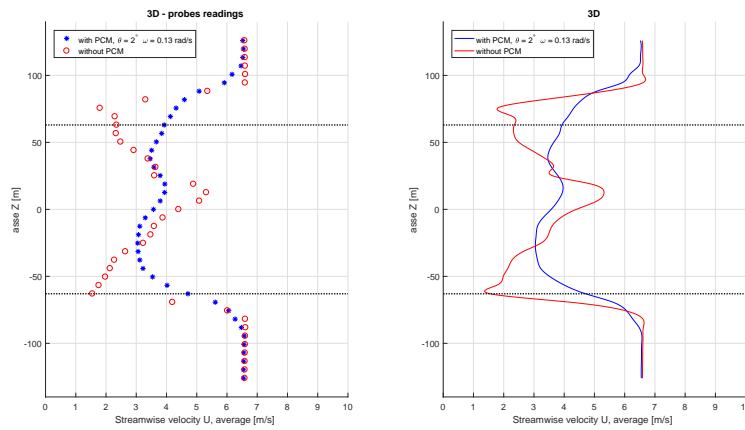 3D - probes readings
with PCM, θ = 2° ω = 0.13 rad/s
without PCM
100
50
0
-50
-100
asse Z [m]
0 1 2 3 4 5 6 7 8 9 10
Streamwise velocity U, average [m/s]
3D
with PCM, θ = 2° ω = 0.13 rad/s
without PCM
100
50
0
-50
-100
asse Z [m]
0 1 2 3 4 5 6 7 8 9 10
Streamwise velocity U, average [m/s]